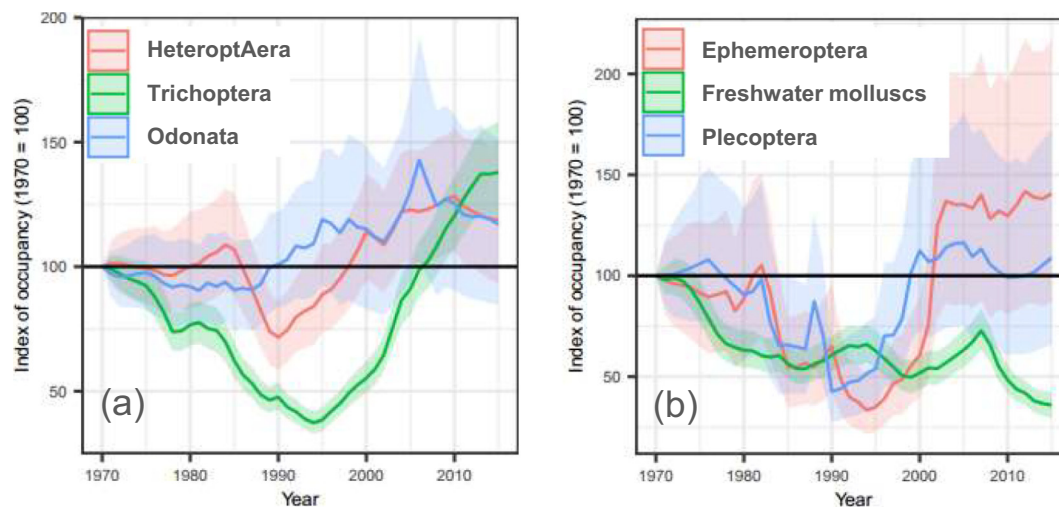 HeteroptAera
Trichoptera
Odonata
Index of occupancy (1970 = 100)
200
150
100
50
(a)
1970
1980
1990
2000
2010
Year
Ephemeroptera
Freshwater molluscs
Plecoptera
Index of occupancy (1970 = 100)
200
150
100
50
(b)
1970
1980
1990
2000
2010
Year